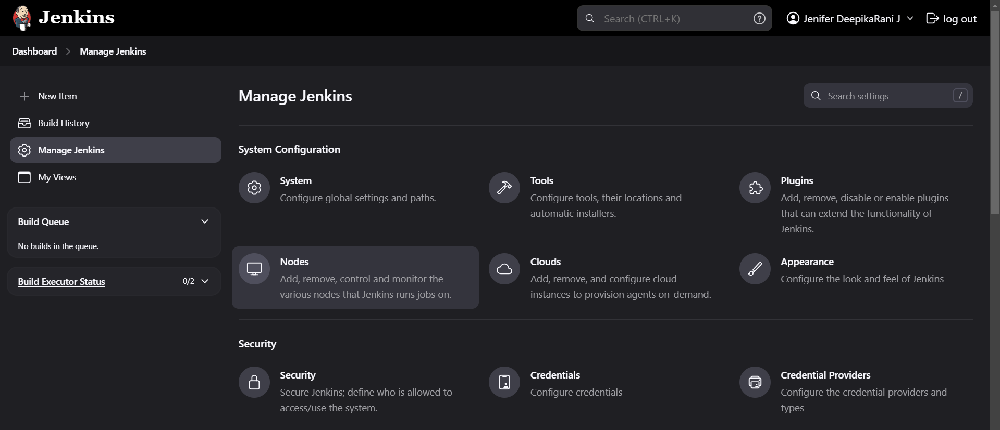 Jenkins
Search (CTRL+K)
?
Jenifer DeepikaRani J
log out
Dashboard
Manage Jenkins
New Item
Build History
Manage Jenkins
My Views
Build Queue
No builds in the queue.
Build Executor Status
0/2
Manage Jenkins
Search settings
/
System Configuration
System
Configure global settings and paths.
Tools
Configure tools, their locations and
automatic installers.
Plugins
Add, remove, disable or enable plugins
that can extend the functionality of
Jenkins.
Nodes
Add, remove, control and monitor the
various nodes that Jenkins runs jobs on.
Clouds
Add, remove, and configure cloud
instances to provision agents on-demand.
Appearance
Configure the look and feel of Jenkins
Security
Security
Secure Jenkins; define who is allowed to
access/use the system.
Credentials
Configure credentials
Credential Providers
Configure the credential providers and
types